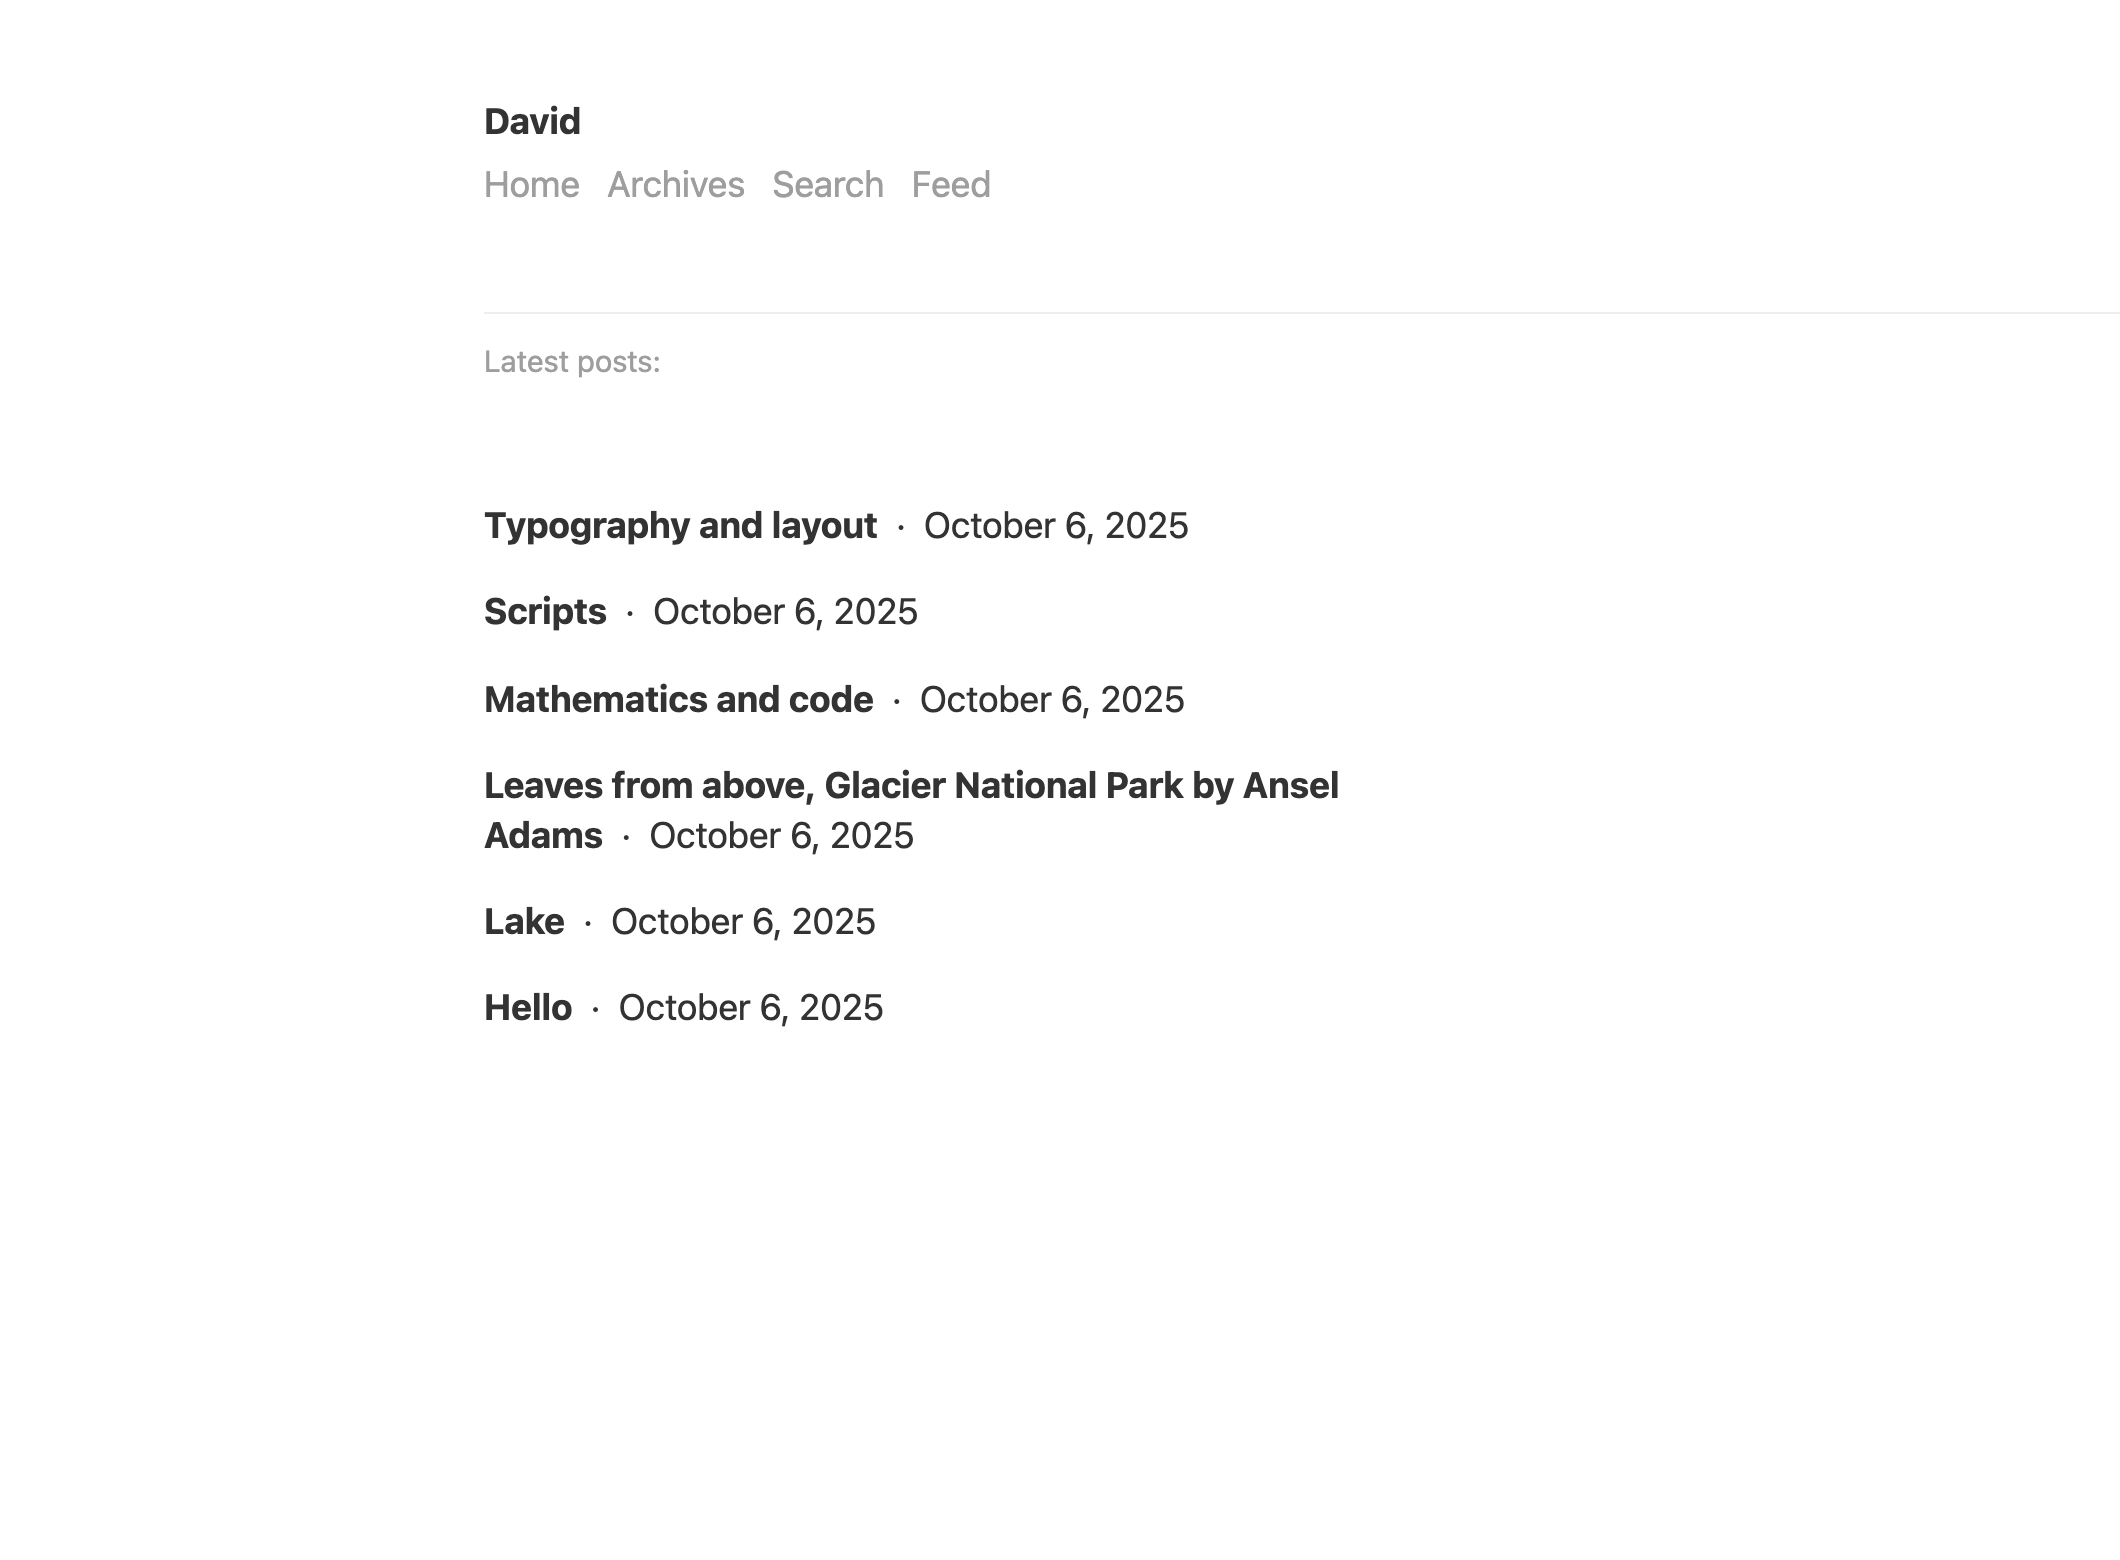 David
Home Archives Search Feed
Latest posts:
Typography and layout · October 6, 2025
Scripts · October 6, 2025
Mathematics and code · October 6, 2025
Leaves from above, Glacier National Park by Ansel
Adams · October 6, 2025
Lake · October 6, 2025
Hello · October 6, 2025